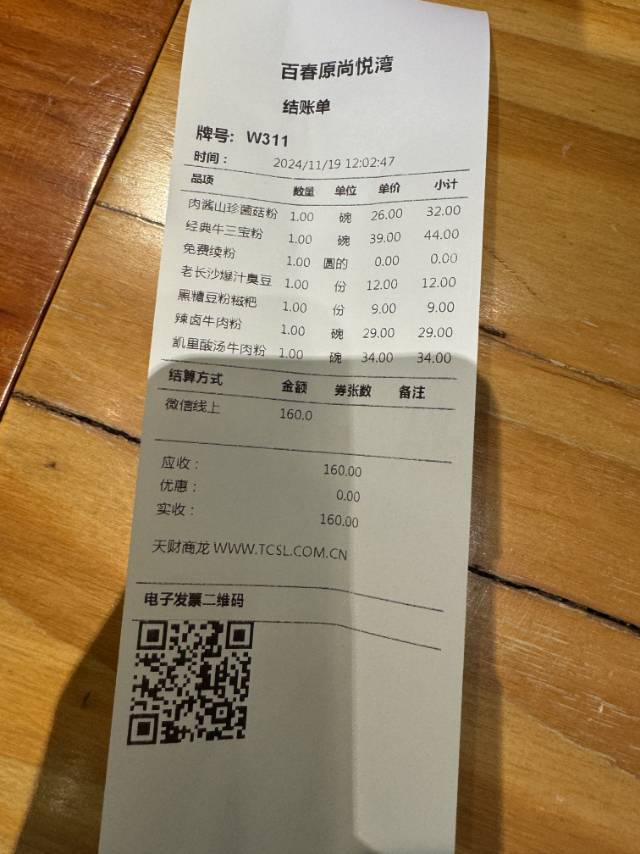 百春原尚悦湾
结账单
牌号: W311
时间: 2024/11/19 12:02:47
品项 数量 单位 单价 小计
肉酱山珍菌菇粉 1.00 碗 26.00 32.00
经典牛三宝粉 1.00 碗 39.00 44.00
免费续粉 1.00 圆的 0.00 0.00
老长沙爆汁臭豆 1.00 份 12.00 12.00
黑糖豆粉糍粑 1.00 份 9.00 9.00
辣卤牛肉粉 1.00 碗 29.00 29.00
凯里酸汤牛肉粉 1.00 碗 34.00 34.00
结算方式 金额 券张数 备注
微信线上 160.0
应收: 160.00
优惠: 0.00
实收: 160.00
天财商龙 WWW.TCSL.COM.CN
电子发票二维码